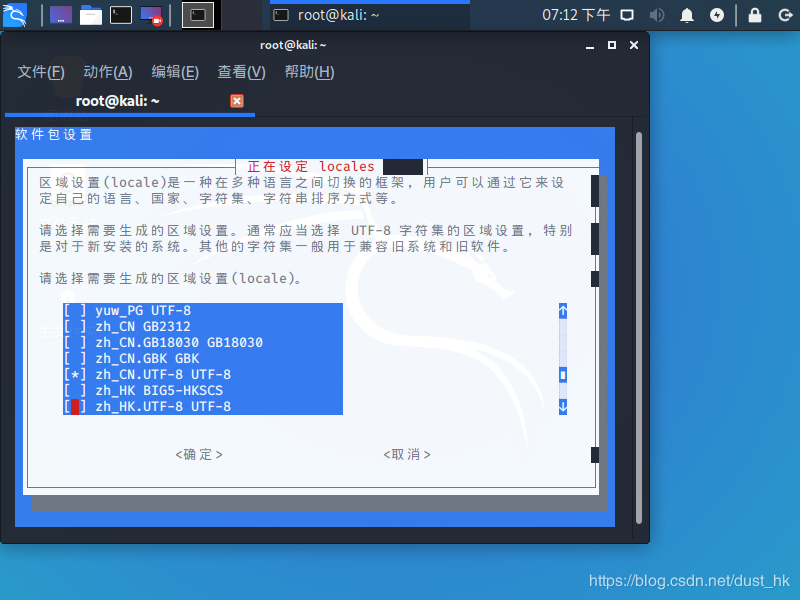 root@kali: ~
07:12 下午
root@kali: ~
文件(F) 动作(A) 编辑(E) 查看(V) 帮助(H)
root@kali: ~
软件包设置
正在设定 locales
区域设置(locale)是一种在多种语言之间切换的框架，用户可以通过它来设
定自己的语言、国家、字符集、字符串排序方式等。
请选择需要生成的区域设置。通常应当选择 UTF-8 字符集的区域设置，特别
是对于新安装的系统。其他的字符集一般用于兼容旧系统和旧软件。
请选择需要生成的区域设置(locale)。
[ ] yuw_PG UTF-8
[ ] zh_CN GB2312
[ ] zh_CN.GB18030 GB18030
[ ] zh_CN.GBK GBK
[*] zh_CN.UTF-8 UTF-8
[ ] zh_HK BIG5-HKSCS
[ ] zh_HK.UTF-8 UTF-8
<确定> <取消>
https://blog.csdn.net/dust_hk